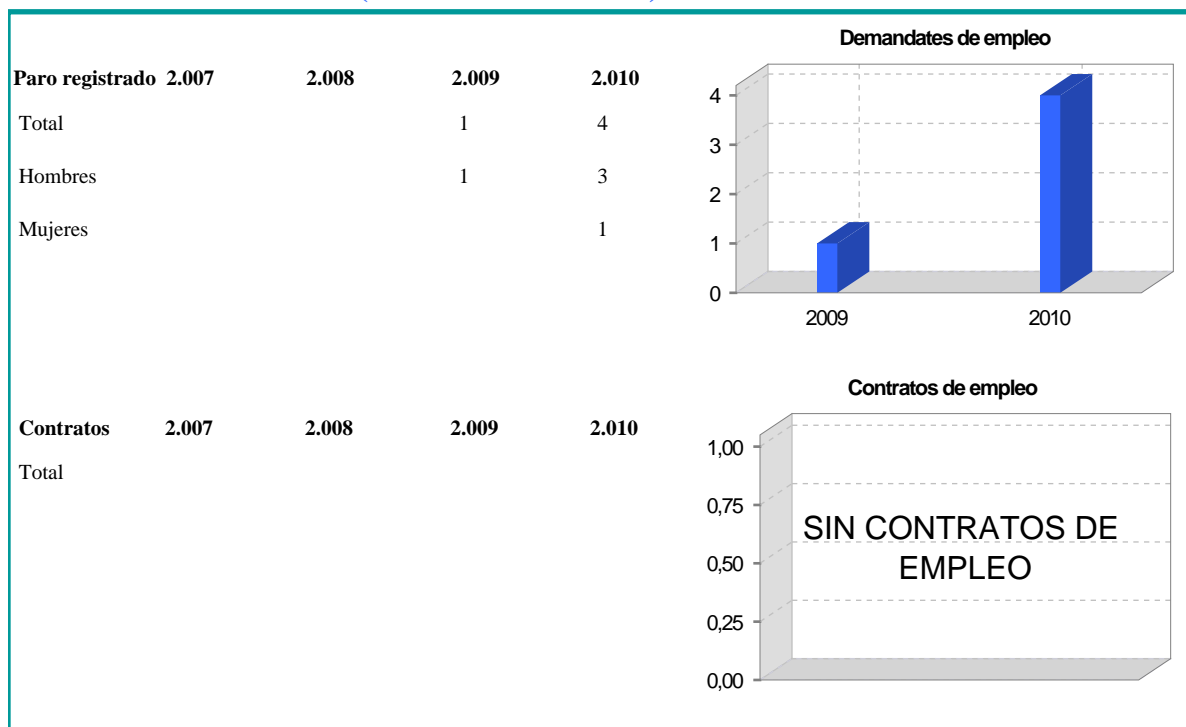 Paro registrado 2.007 2.008 2.009 2.010
Total 1 4
Hombres 1 3
Mujeres 1
Demandates de empleo
4
3
2
1
0
2009 2010
Contratos 2.007 2.008 2.009 2.010
Total
Contratos de empleo
1,00
0,75
0,50
0,25
0,00
SIN CONTRATOS DE
EMPLEO